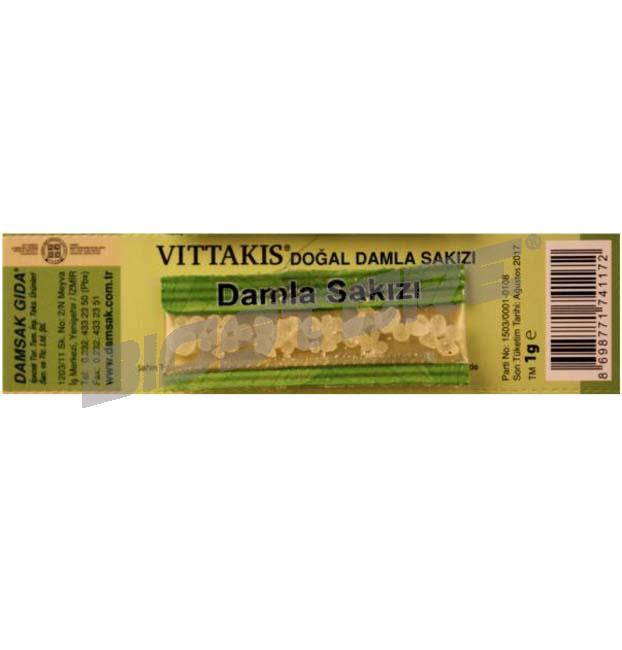 VITTAKIS® DOĞAL DAMLA SAKIZI
Damla Sakızı
DAMSAK GIDA®
1203/11 Sk. No: 2/N Meyva
İş Merkezi, Yenişehir / İZMİR
Tel: 0.232. 433 23 50 (Pbx)
Fax: 0.232. 433 23 51
www.damsak.com.tr
Parti No: 1503/0001-0108
Son Tüketim Tarihi: Ağustos 2017
TM 1g e
8 698771 741172